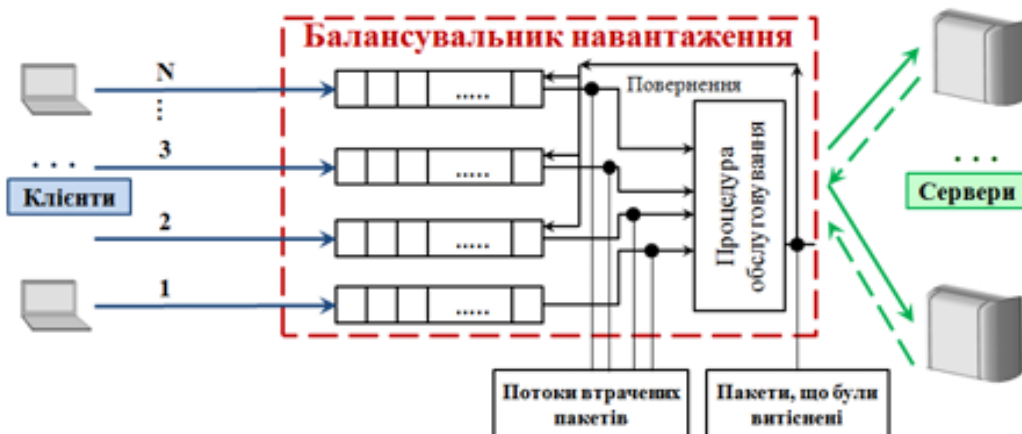 Балансувальник навантаження
N
.....
Повернення
3
.....
Клієнти
Процедура
обслуговування
Сервери
2
.....
1
.....
Потоки втрачених
пакетів
Пакети, що були
витіснені